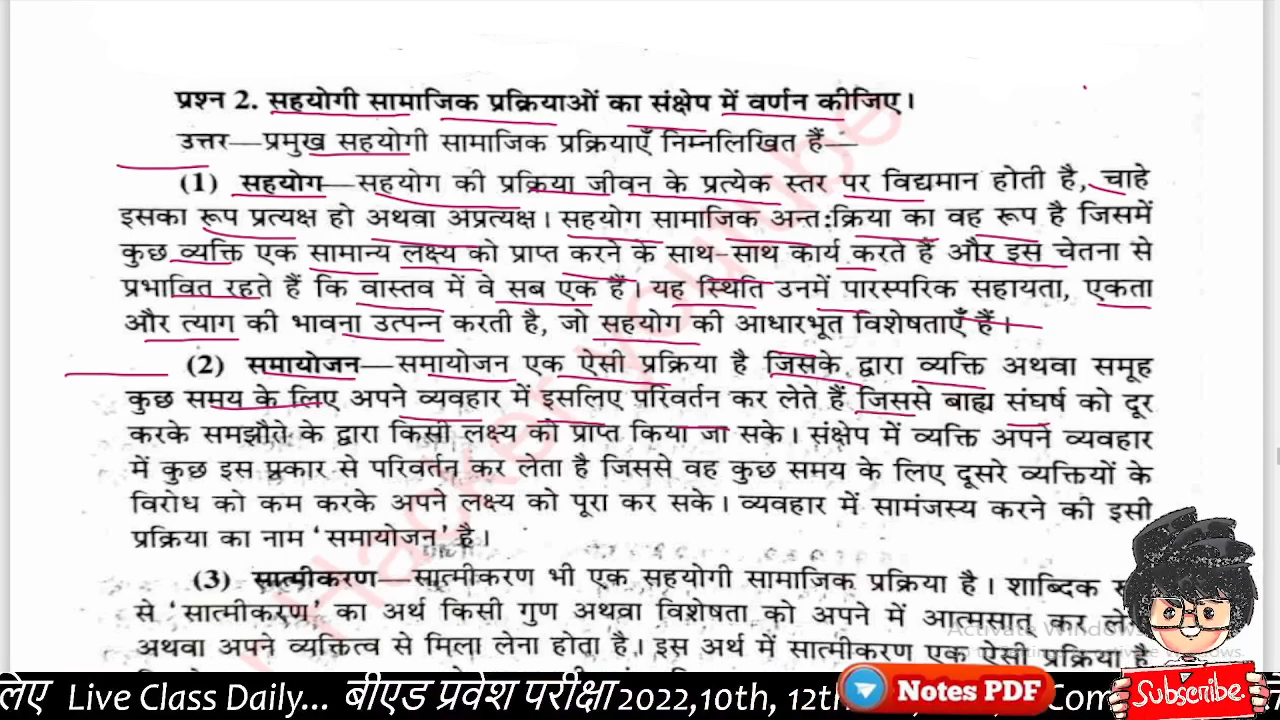 प्रश्न 2. सहयोगी सामाजिक प्रक्रियाओं का संक्षेप में वर्णन कीजिए।
उत्तर—प्रमुख सहयोगी सामाजिक प्रक्रियाएँ निम्नलिखित हैं—
(1) सहयोग—सहयोग की प्रक्रिया जीवन के प्रत्येक स्तर पर विद्यमान होती है, चाहे
इसका रूप प्रत्यक्ष हो अथवा अप्रत्यक्ष। सहयोग सामाजिक अन्त:क्रिया का वह रूप है जिसमें
कुछ व्यक्ति एक सामान्य लक्ष्य को प्राप्त करने के साथ-साथ कार्य करते हैं और इस चेतना से
प्रभावित रहते हैं कि वास्तव में वे सब एक हैं। यह स्थिति उनमें पारस्परिक सहायता, एकता
और त्याग की भावना उत्पन्न करती है, जो सहयोग की आधारभूत विशेषताएँ हैं।
(2) समायोजन—समायोजन एक ऐसी प्रक्रिया है जिसके द्वारा व्यक्ति अथवा समूह
कुछ समय के लिए अपने व्यवहार में इसलिए परिवर्तन कर लेते हैं जिससे बाह्य संघर्ष को दूर
करके समझौते के द्वारा किसी लक्ष्य को प्राप्त किया जा सके। संक्षेप में व्यक्ति अपने व्यवहार
में कुछ इस प्रकार से परिवर्तन कर लेता है जिससे वह कुछ समय के लिए दूसरे व्यक्तियों के
विरोध को कम करके अपने लक्ष्य को पूरा कर सके। व्यवहार में सामंजस्य करने की इसी
प्रक्रिया का नाम ‘समायोजन’ है।
(3) सात्मीकरण—सात्मीकरण भी एक सहयोगी सामाजिक प्रक्रिया है। शाब्दिक
से ‘सात्मीकरण’ का अर्थ किसी गुण अथवा विशेषता को अपने में आत्मसात् कर
अथवा अपने व्यक्तित्व से मिला लेना होता है। इस अर्थ में सात्मीकरण एक ऐसी प्रक्रिया है
Hacker youtube
Activate Windows
लिए Live Class Daily... बीएड प्रवेश परीक्षा 2022,10th, 12th Com
Notes PDF
Subscribe